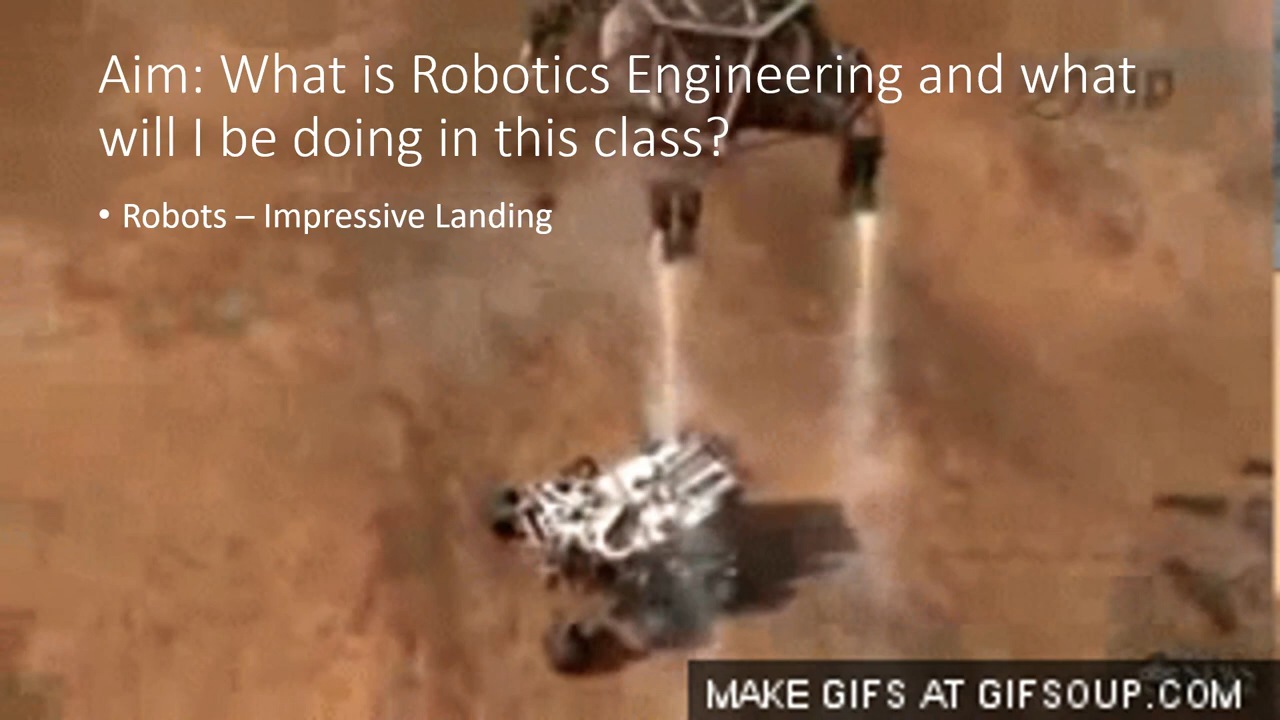 Aim: What is Robotics Engineering and what
will I be doing in this class?
• Robots – Impressive Landing
MAKE GIFS AT GIFSOUP.COM